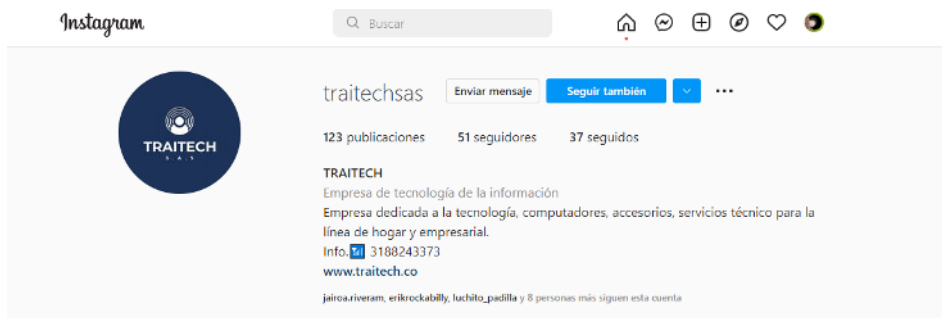 Instagram
Buscar
traitechsas
Enviar mensaje
Seguir también
123 publicaciones
51 seguidores
37 seguidos
TRAITECH
S.A.S
TRAITECH
Empresa de tecnología de la información
Empresa dedicada a la tecnología, computadores, accesorios, servicios técnico para la
línea de hogar y empresarial.
Info. 3188243373
www.traitech.co
jairoa.riveram, erikrockabilly, luchito_padilla y 8 personas más siguen esta cuenta